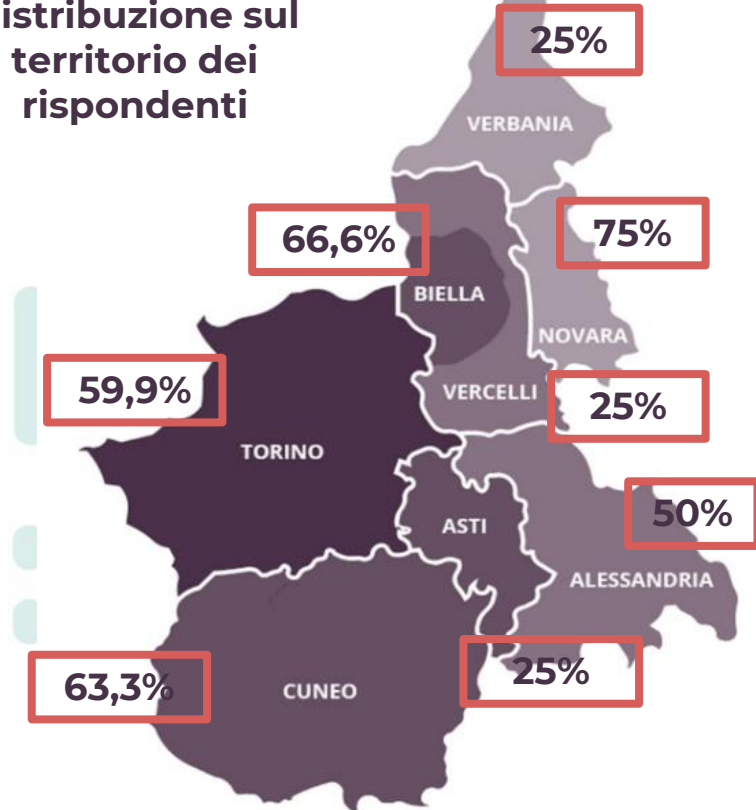 istribuzione sul
territorio dei
rispondenti
25%
VERBANIA
66,6%
75%
BIELLA
NOVARA
59,9%
VERCELLI
25%
TORINO
50%
ASTI
ALESSANDRIA
63,3%
CUNEO
25%